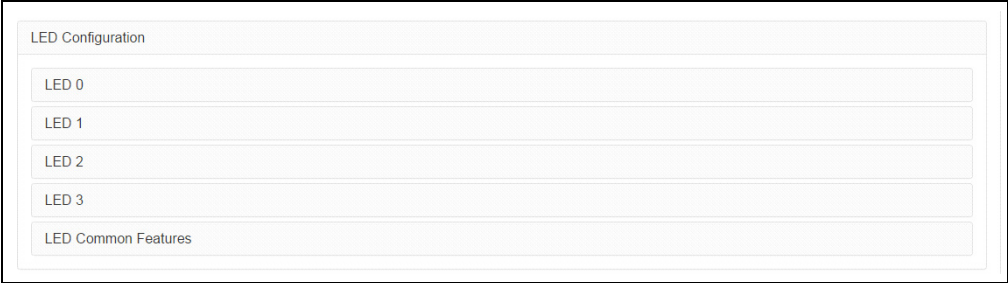 LED Configuration
LED 0
LED 1
LED 2
LED 3
LED Common Features